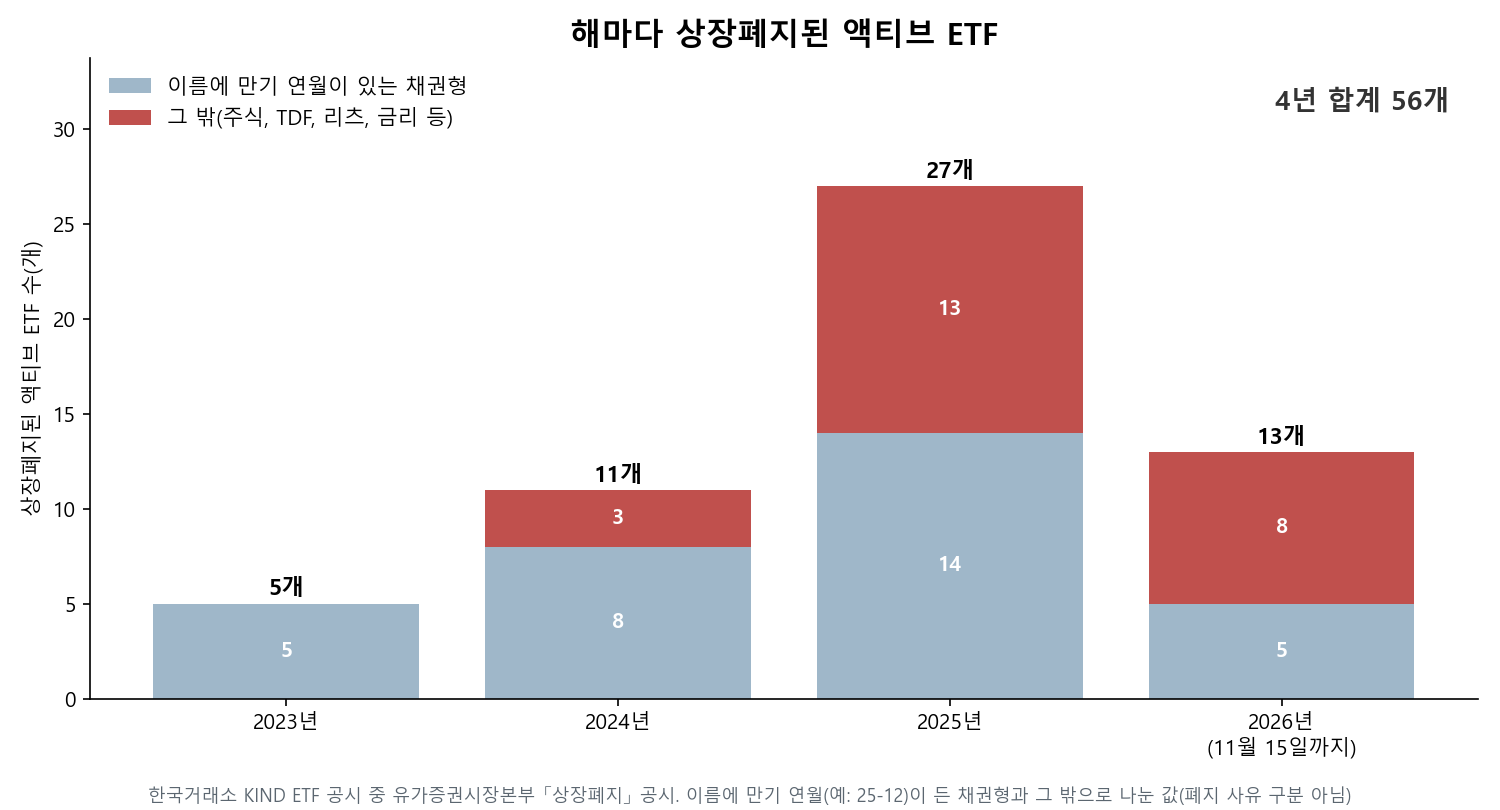 해마다 상장폐지된 액티브 ETF
이름에 만기 연월이 있는 채권형
그 밖(주식, TDF, 리츠, 금리 등)
4년 합계 56개
상장폐지된 액티브 ETF 수(개)
30
25
20
15
10
5
0
5개
5
11개
3
8
27개
13
14
13개
8
5
2023년
2024년
2025년
2026년
(11월 15일까지)
한국거래소 KIND ETF 공시 중 유가증권시장본부 「상장폐지」 공시. 이름에 만기 연월(예: 25-12)이 든 채권형과 그 밖으로 나눈 값(폐지 사유 구분 아님)